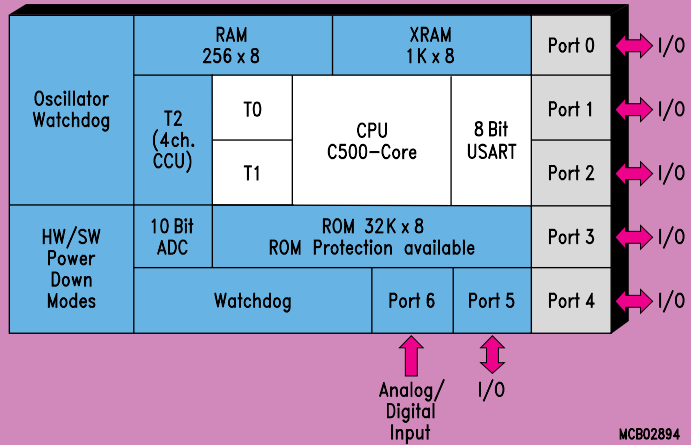 RAM
256 x 8
XRAM
1K x 8
Port 0
I/O
Oscillator
Watchdog
T2
(4ch.
CCU)
T0
T1
CPU
C500-Core
8 Bit
USART
Port 1
I/O
Port 2
I/O
HW/SW
Power
Down
Modes
10 Bit
ADC
ROM 32K x 8
ROM Protection available
Port 3
I/O
Watchdog
Port 6
Port 5
Port 4
I/O
Analog/
Digital
Input
I/O
MCB02894